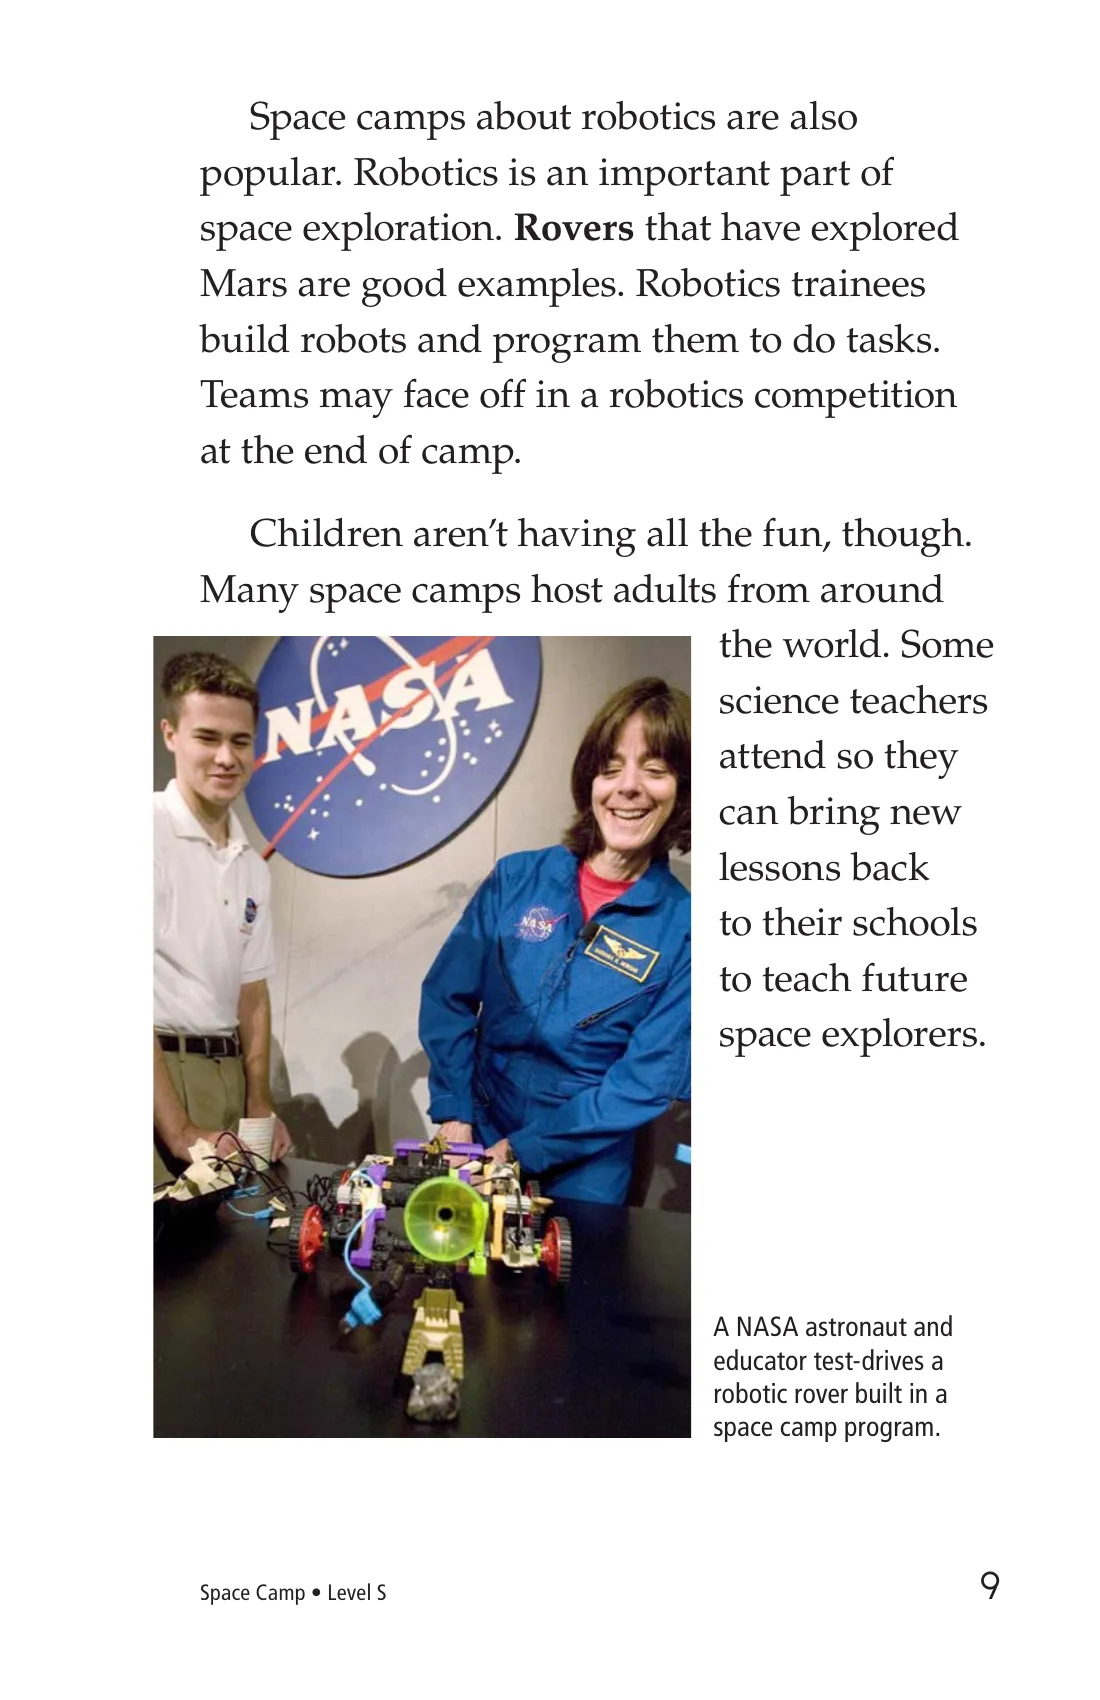 Space camps about robotics are also
popular. Robotics is an important part of
space exploration. Rovers that have explored
Mars are good examples. Robotics trainees
build robots and program them to do tasks.
Teams may face off in a robotics competition
at the end of camp.
Children aren’t having all the fun, though.
Many space camps host adults from around
the world. Some
science teachers
attend so they
can bring new
lessons back
to their schools
to teach future
space explorers.
NASA
NASA
A NASA astronaut and
educator test-drives a
robotic rover built in a
space camp program.
Space Camp • Level S
9